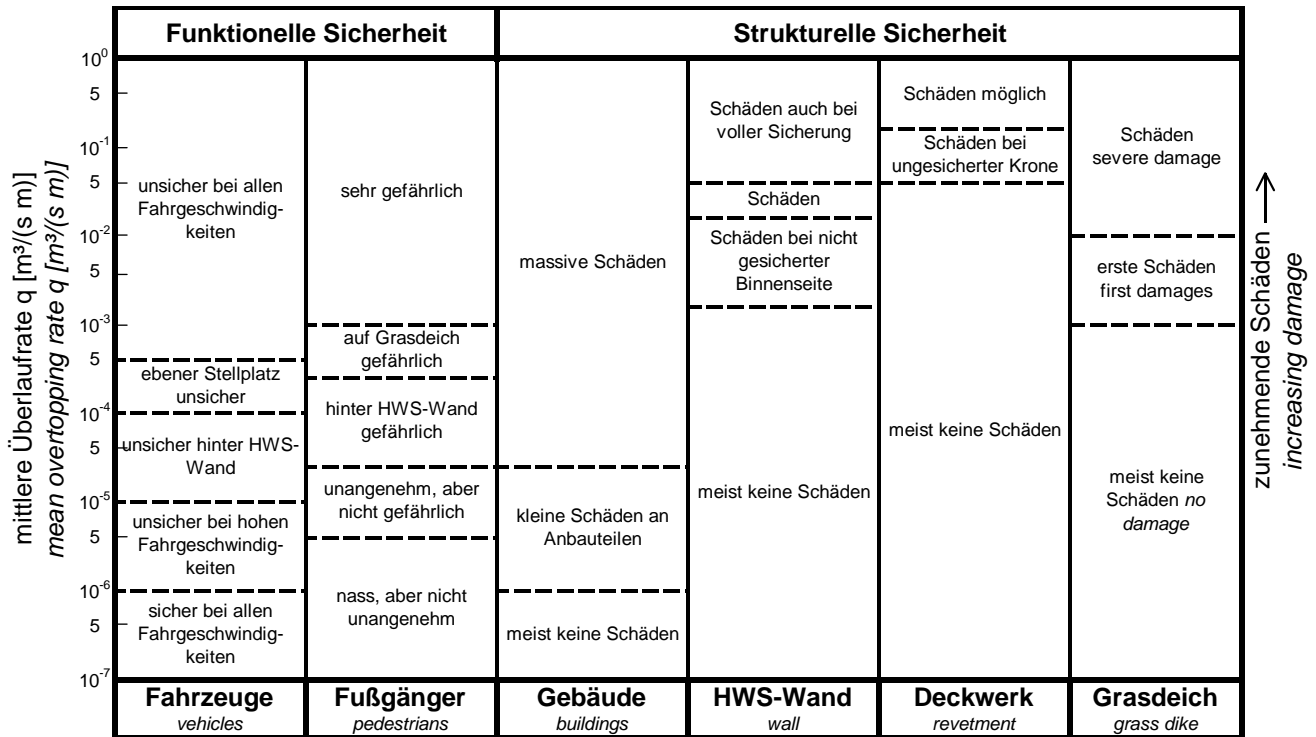 Funktionelle Sicherheit
Strukturelle Sicherheit
mittlere Überlaufrate q [m³/(s m)]
mean overtopping rate q [m³/(s m)]
10⁰
5
10⁻¹
5
10⁻²
5
10⁻³
5
10⁻⁴
5
10⁻⁵
5
10⁻⁶
5
10⁻⁷
unsicher bei allen
Fahrgeschwindig-
keiten
ebener Stellplatz
unsicher
unsicher hinter HWS-
Wand
unsicher bei hohen
Fahrgeschwindig-
keiten
sicher bei allen
Fahrgeschwindig-
keiten
Fahrzeuge
vehicles
sehr gefährlich
auf Grasdeich
gefährlich
hinter HWS-Wand
gefährlich
unangenehm, aber
nicht gefährlich
nass, aber nicht
unangenehm
Fußgänger
pedestrians
massive Schäden
kleine Schäden an
Anbauteilen
meist keine Schäden
Gebäude
buildings
Schäden auch bei
voller Sicherung
Schäden
Schäden bei nicht
gesicherter
Binnenseite
meist keine Schäden
HWS-Wand
wall
Schäden möglich
Schäden bei
ungesicherter Krone
meist keine Schäden
Deckwerk
revetment
Schäden
severe damage
erste Schäden
first damages
meist keine
Schäden no
damage
Grasdeich
grass dike
zunehmende Schäden
increasing damage